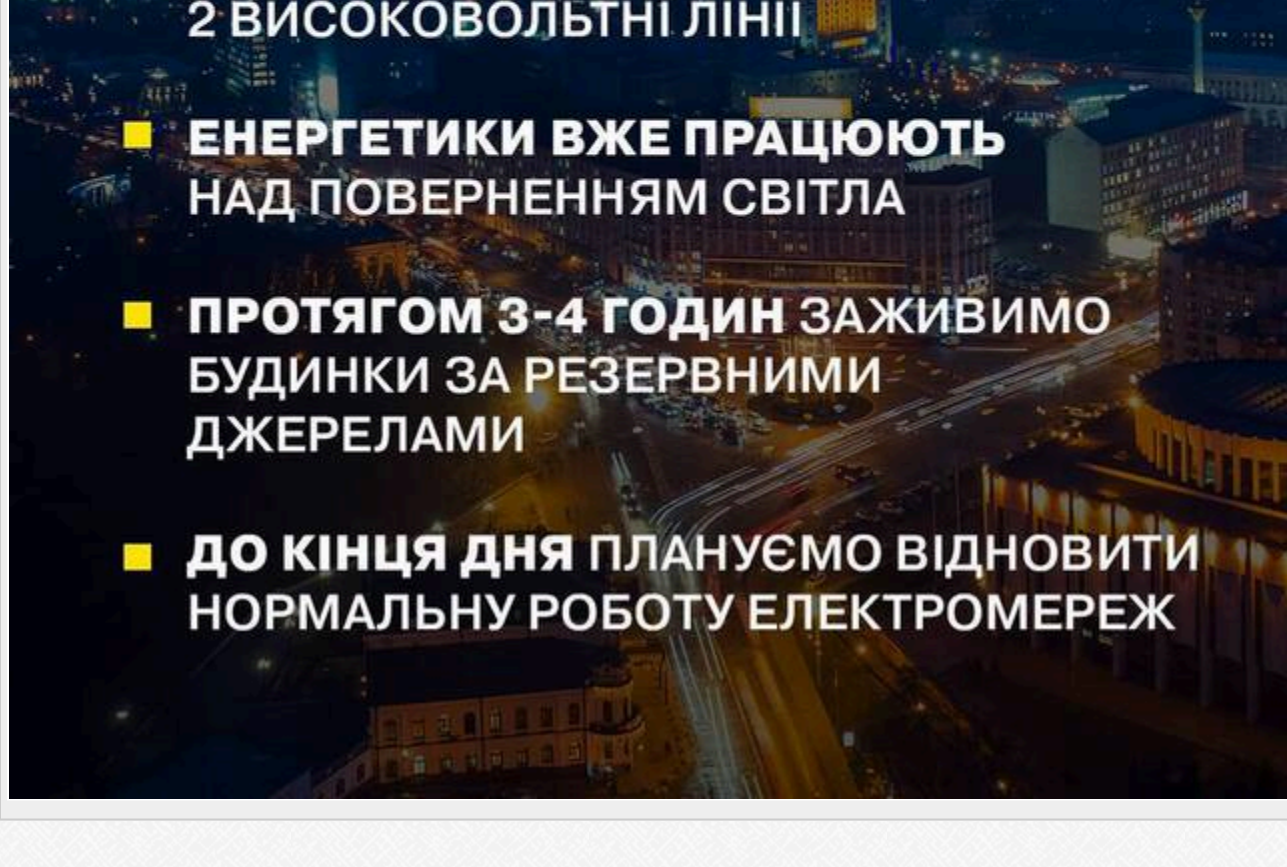 2 ВИСОКОВОЛЬТНІ ЛІНІЇ
ЕНЕРГЕТИКИ ВЖЕ ПРАЦЮЮТЬ
НАД ПОВЕРНЕННЯМ СВІТЛА
ПРОТЯГОМ 3-4 ГОДИН ЗАЖИВИМО
БУДИНКИ ЗА РЕЗЕРВНИМИ
ДЖЕРЕЛАМИ
ДО КІНЦЯ ДНЯ ПЛАНУЄМО ВІДНОВИТИ
НОРМАЛЬНУ РОБОТУ ЕЛЕКТРОМЕРЕЖ